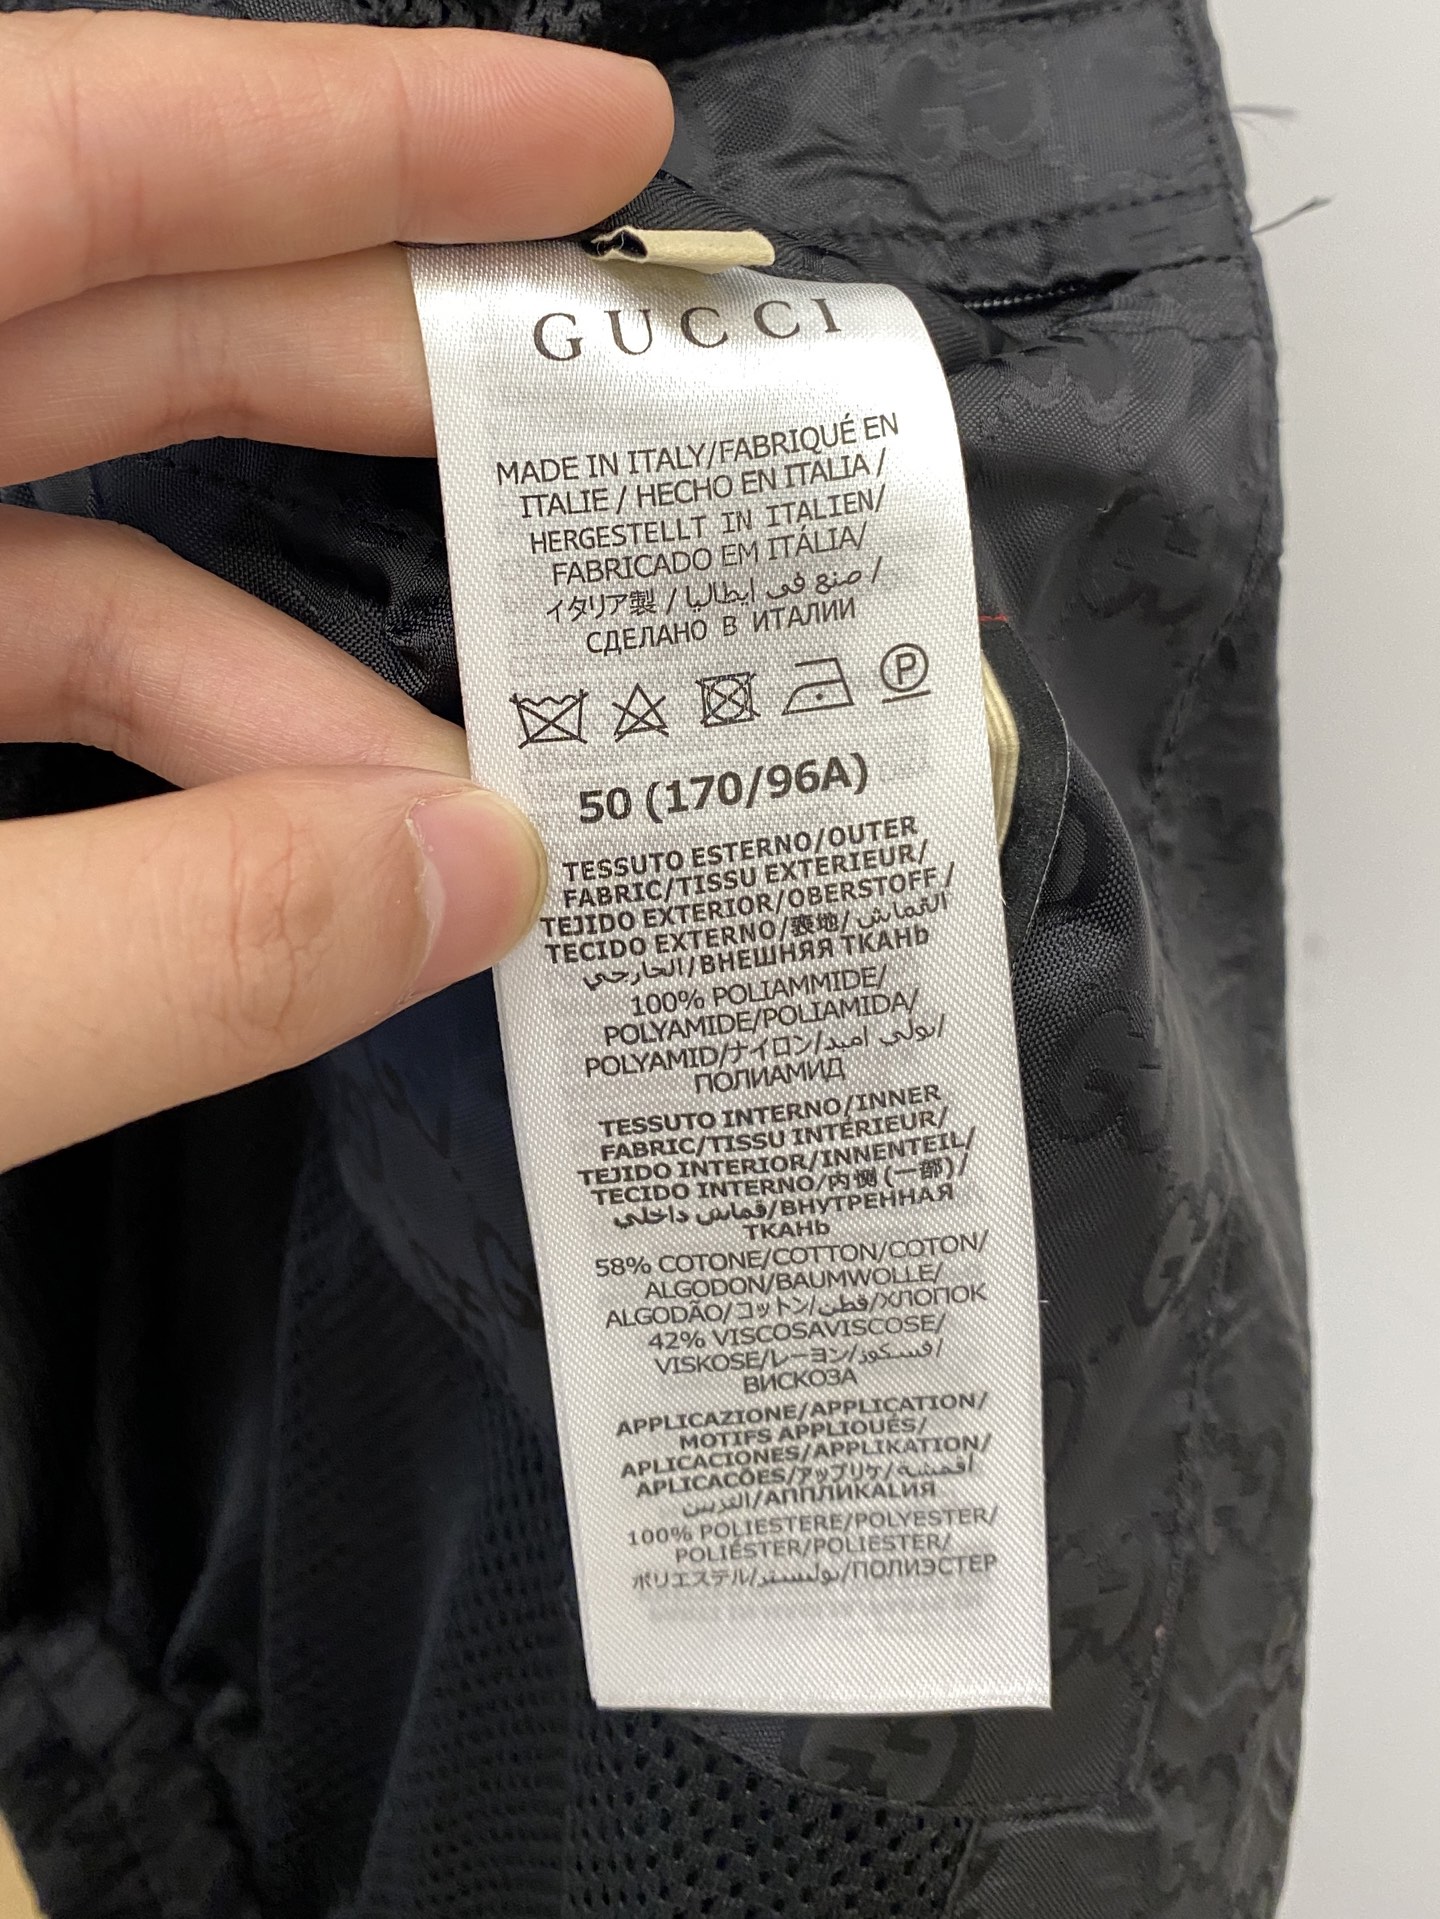 GUCCI
MADE IN ITALY/FABRIQUÉ EN
ITALIE / HECHO EN ITALIA /
HERGESTELLT IN ITALIEN/
FABRICADO EM ITÁLIA/
イタリア製 / صنع في إيطاليا /
СДЕЛАНО В ИТАЛИИ
P
50 (170/96A)
TESSUTO ESTERNO/OUTER
FABRIC/TISSU EXTERIEUR/
TEJIDO EXTERIOR/OBERSTOFF/
TECIDO EXTERNO/表地/القماش
الخارجي/ВНЕШНЯЯ ТКАНЬ
100% POLIAMMIDE/
POLYAMIDE/POLIAMIDA/
POLYAMID/ナイロン/بولي اميد/
ПОЛИАМИД
TESSUTO INTERNO/INNER
FABRIC/TISSU INTÉRIEUR/
TEJIDO INTERIOR/INNENTEIL/
TECIDO INTERNO/内側 (一部)/
قماش داخلي/ВНУТРЕННАЯ
ТКАНЬ
58% COTONE/COTTON/COTON/
ALGODON/BAUMWOLLE/
ALGODÃO/コットン/قطن/ХЛОПОК
42% VISCOSAVISCOSE/
VISKOSE/レーヨン/فسكوز/
ВИСКОЗА
APPLICAZIONE/APPLICATION/
MOTIFS APPLIQUÉS/
APLICACIONES/APPLIKATION/
APLICACÕES/アップリケ/أقمشة
التزيين/АППЛИКАЦИЯ
100% POLIESTERE/POLYESTER/
POLIÉSTER/POLIESTER/
ポリエステル/بوليستر/ПОЛИЭСТЕР